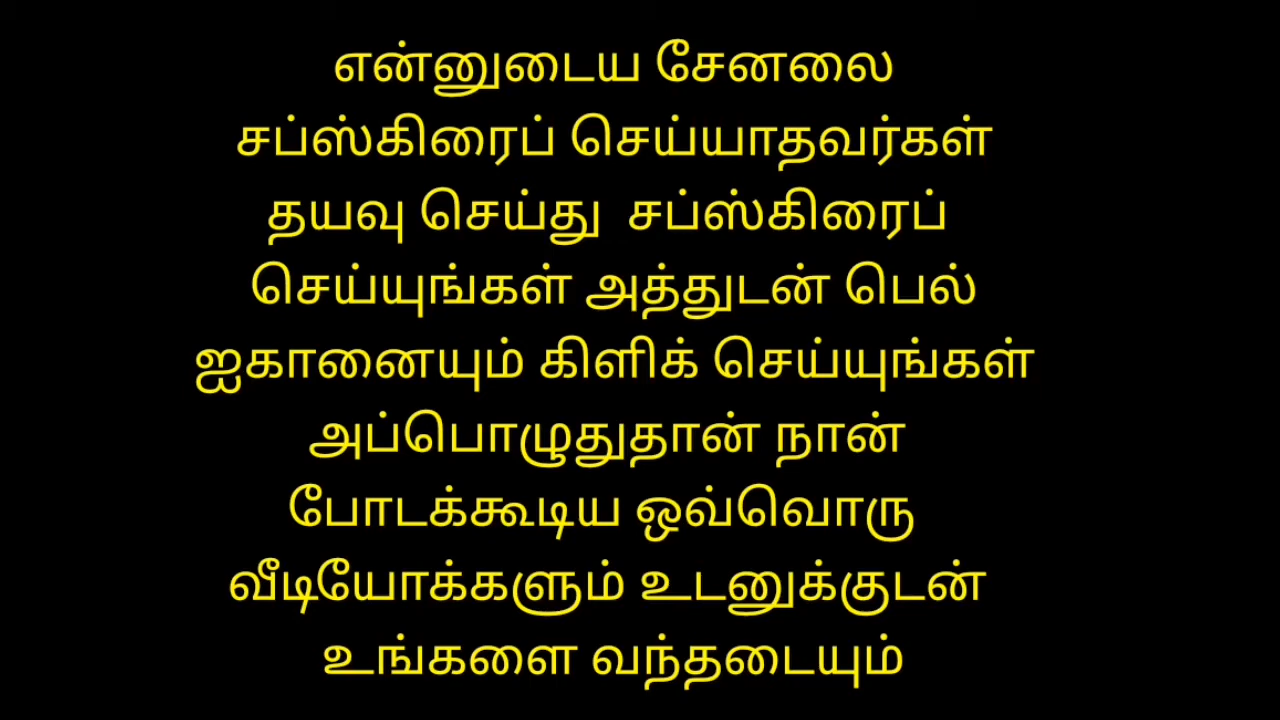 என்னுடைய சேனலை
சப்ஸ்கிரைப் செய்யாதவர்கள்
தயவு செய்து சப்ஸ்கிரைப்
செய்யுங்கள் அத்துடன் பெல்
ஐகானையும் கிளிக் செய்யுங்கள்
அப்பொழுதுதான் நான்
போடக்கூடிய ஒவ்வொரு
வீடியோக்களும் உடனுக்குடன்
உங்களை வந்தடையும்